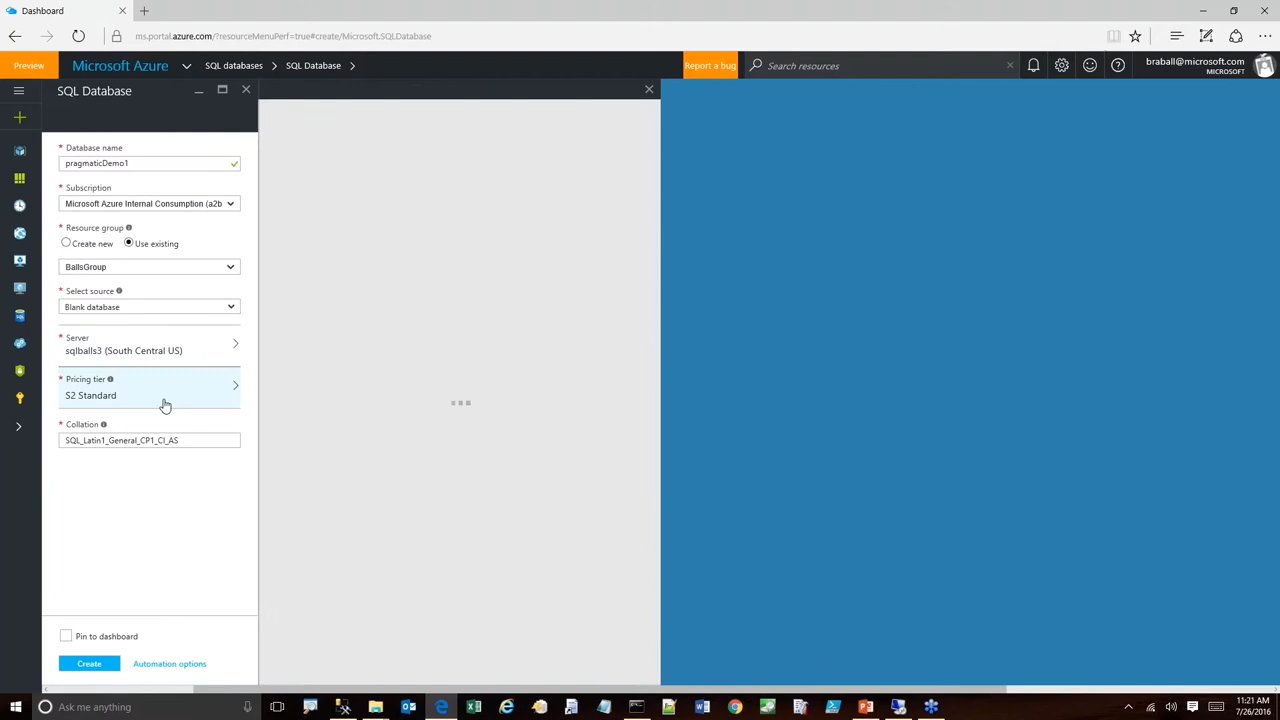 Dashboard
ms.portal.azure.com/?resourceMenuPerf=true#create/Microsoft.SQLDatabase
Preview
Microsoft Azure
SQL databases
SQL Database
Report a bug
Search resources
braball@microsoft.com
MICROSOFT
SQL Database
* Database name
pragmaticDemo1
* Subscription
Microsoft Azure Internal Consumption (a2b
* Resource group
Create new
Use existing
BallsGroup
* Select source
Blank database
* Server
sqlballs3 (South Central US)
* Pricing tier
S2 Standard
* Collation
SQL_Latin1_General_CP1_CI_AS
Pin to dashboard
Create
Automation options
Ask me anything
11:21 AM
7/26/2016